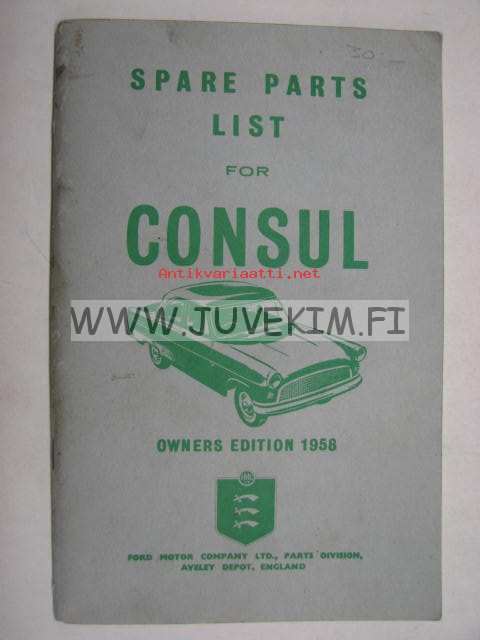 30.-
SPARE PARTS
LIST
FOR
CONSUL
Antikvariaatti.net
WWW.JUVEKIM.FI
OWNERS EDITION 1958
FORD MOTOR COMPANY LTD., PARTS DIVISION,
AVELEY DEPOT, ENGLAND